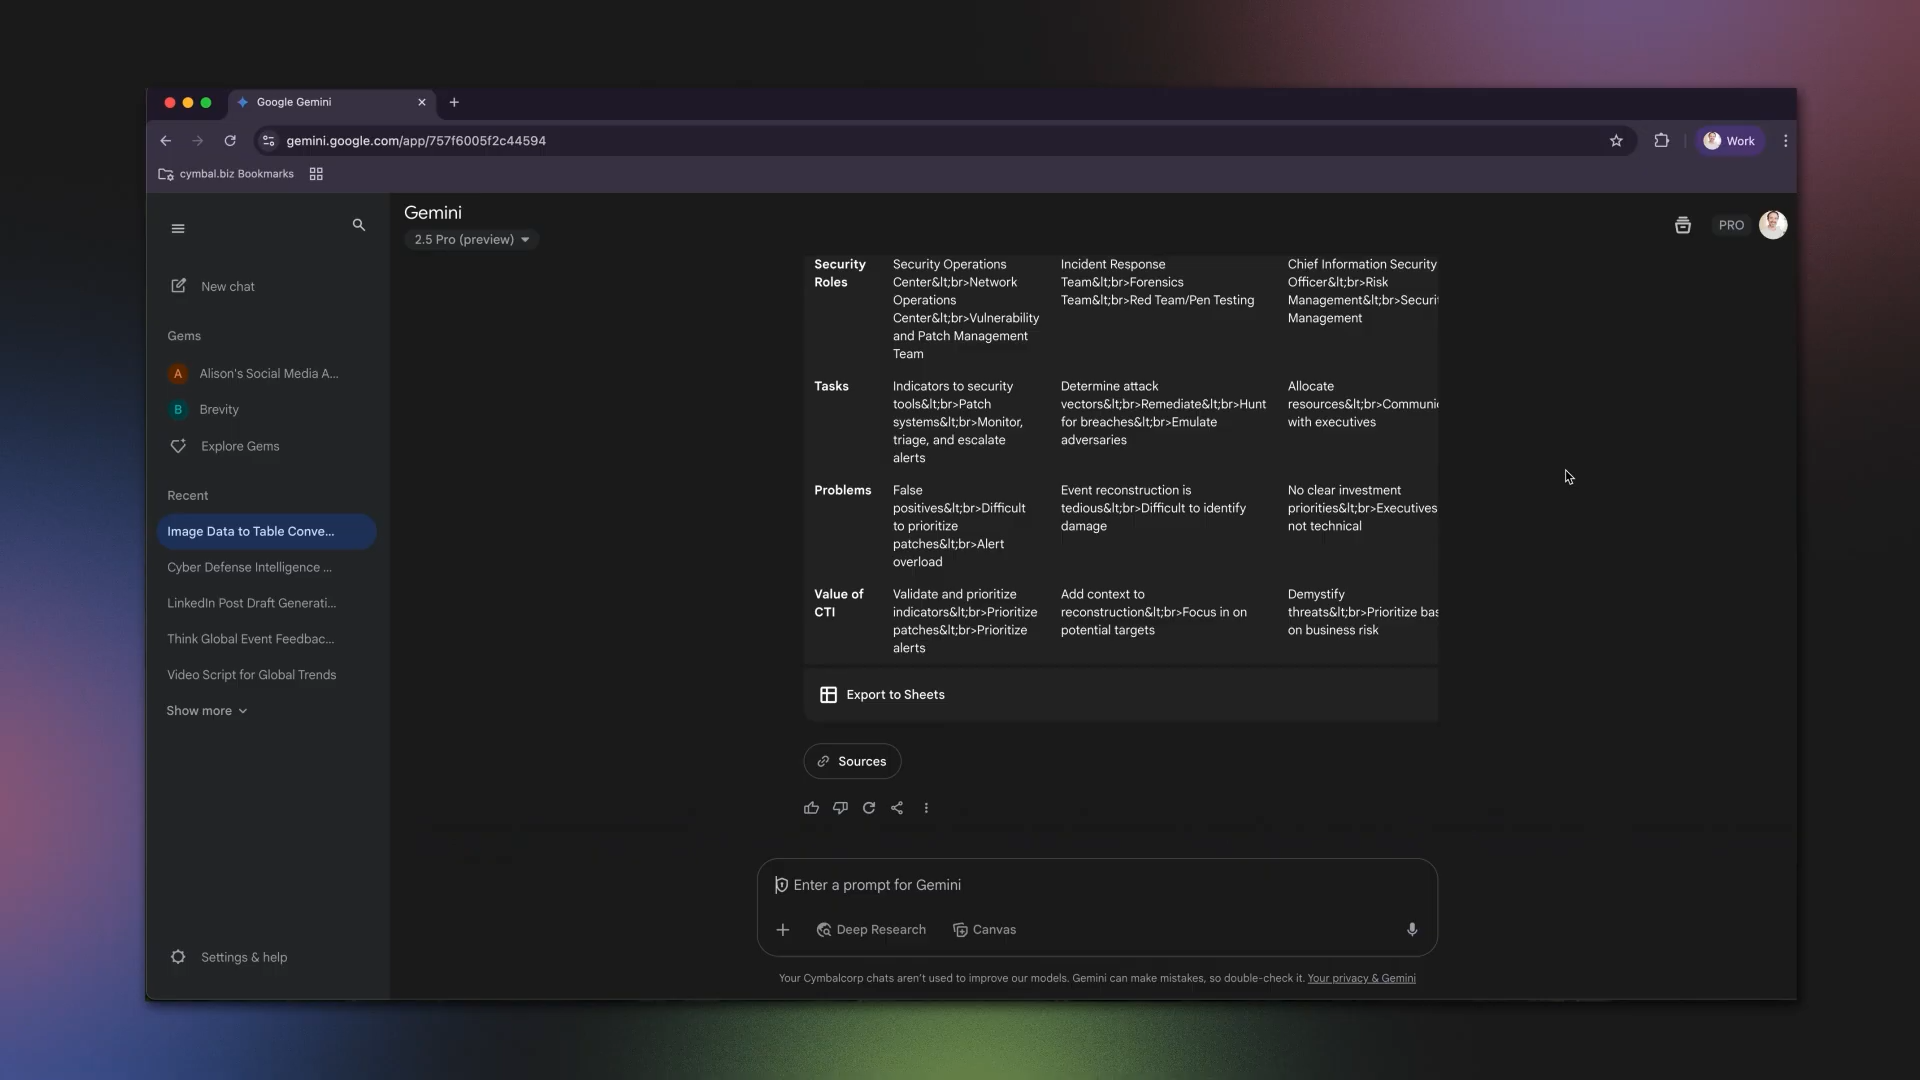 Google Gemini
gemini.google.com/app/757f6005f2c44594
Work
cymbal.biz Bookmarks
Gemini
2.5 Pro (preview)
PRO
New chat
Gems
A Alison's Social Media A...
B Brevity
Explore Gems
Recent
Image Data to Table Conve...
Cyber Defense Intelligence ...
LinkedIn Post Draft Generati...
Think Global Event Feedbac...
Video Script for Global Trends
Show more
Settings & help
Security
Roles
Security Operations
Center&lt;br>Network
Operations
Center&lt;br>Vulnerability
and Patch Management
Team
Incident Response
Team&lt;br>Forensics
Team&lt;br>Red Team/Pen Testing
Chief Information Security
Officer&lt;br>Risk
Management&lt;br>Securit
Management
Tasks
Indicators to security
tools&lt;br>Patch
systems&lt;br>Monitor,
triage, and escalate
alerts
Determine attack
vectors&lt;br>Remediate&lt;br>Hunt
for breaches&lt;br>Emulate
adversaries
Allocate
resources&lt;br>Communic
with executives
Problems
False
positives&lt;br>Difficult
to prioritize
patches&lt;br>Alert
overload
Event reconstruction is
tedious&lt;br>Difficult to identify
damage
No clear investment
priorities&lt;br>Executives
not technical
Value of
CTI
Validate and prioritize
indicators&lt;br>Prioritize
patches&lt;br>Prioritize
alerts
Add context to
reconstruction&lt;br>Focus in on
potential targets
Demystify
threats&lt;br>Prioritize bas
on business risk
Export to Sheets
Sources
Enter a prompt for Gemini
Deep Research
Canvas
Your Cymbalcorp chats aren't used to improve our models. Gemini can make mistakes, so double-check it. Your privacy & Gemini